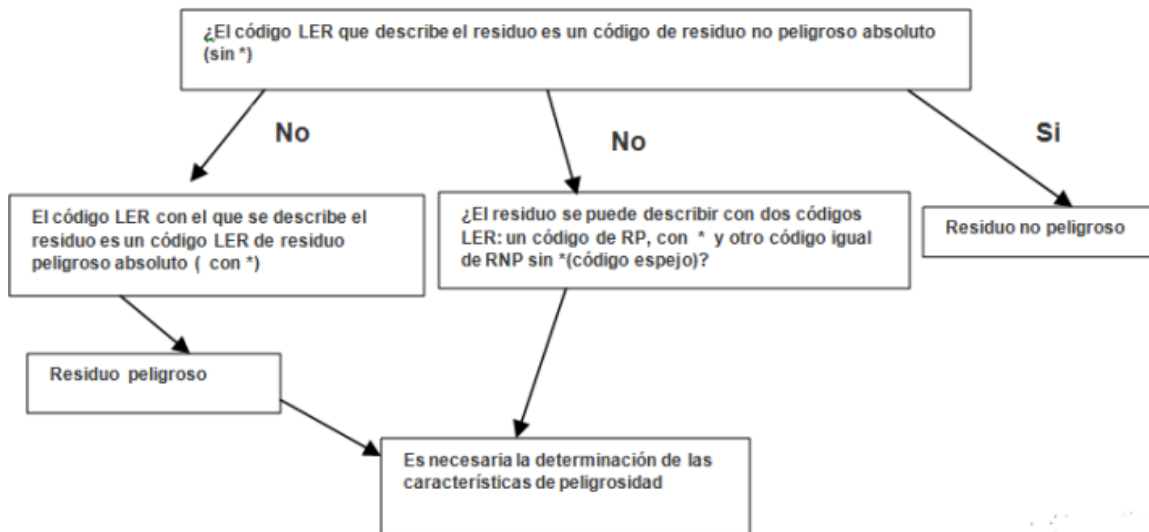 ¿El código LER que describe el residuo es un código de residuo no peligroso absoluto
(sin *)
No
No
Si
El código LER con el que se describe el
residuo es un código LER de residuo
peligroso absoluto ( con *)
¿El residuo se puede describir con dos códigos
LER: un código de RP, con * y otro código igual
de RNP sin *(código espejo)?
Residuo no peligroso
Residuo peligroso
Es necesaria la determinación de las
características de peligrosidad